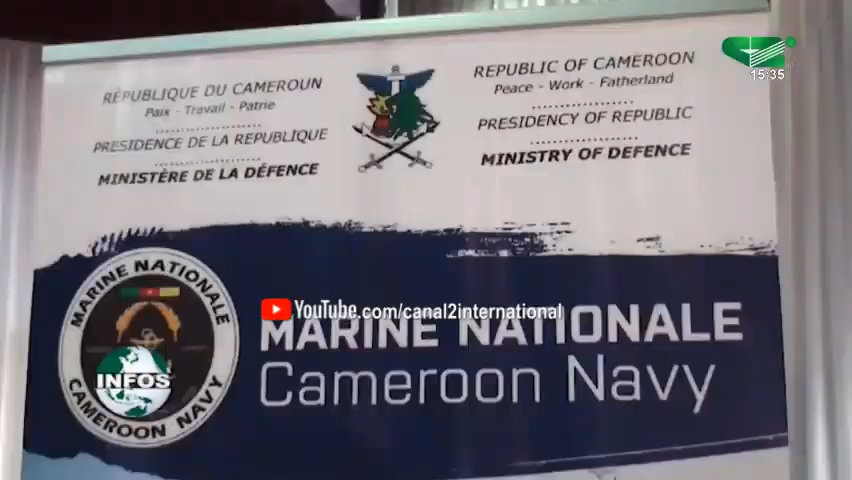 RÉPUBLIQUE DU CAMEROUN
Paix - Travail - Patrie
PRESIDENCE DE LA REPUBLIQUE
MINISTÈRE DE LA DÉFENCE
REPUBLIC OF CAMEROON
Peace - Work - Fatherland
PRESIDENCY OF REPUBLIC
MINISTRY OF DEFENCE
15:35
MARINE NATIONALE
CAMEROON NAVY
INFOS
YouTube.com/canal2international
MARINE NATIONALE
Cameroon Navy